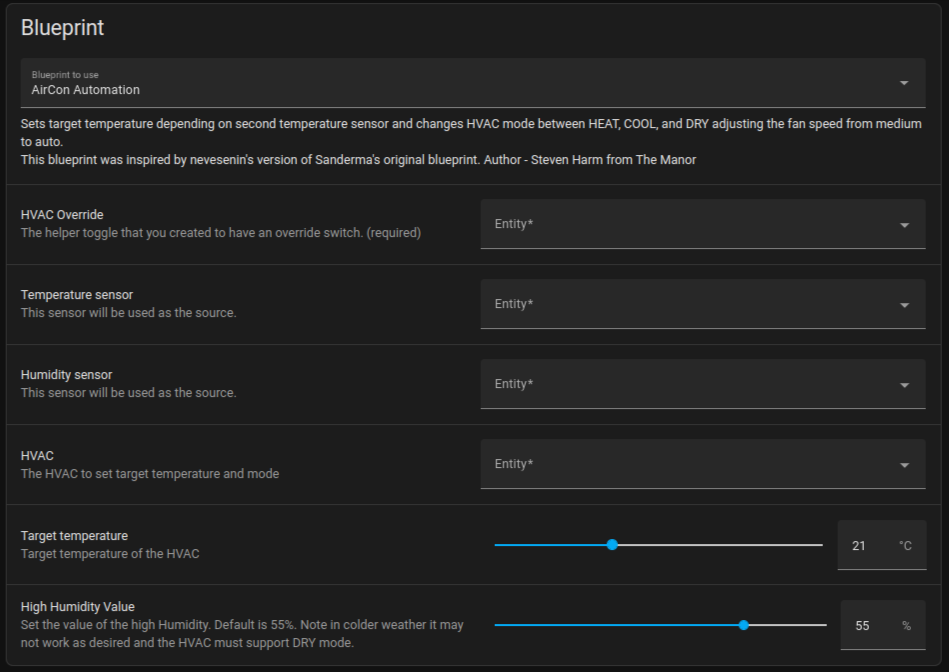 Blueprint
Blueprint to use
AirCon Automation
Sets target temperature depending on second temperature sensor and changes HVAC mode between HEAT, COOL, and DRY adjusting the fan speed from medium
to auto.
This blueprint was inspired by nevesenin's version of Sanderma's original blueprint. Author - Steven Harm from The Manor
HVAC Override
The helper toggle that you created to have an override switch. (required)
Entity*
Temperature sensor
This sensor will be used as the source.
Entity*
Humidity sensor
This sensor will be used as the source.
Entity*
HVAC
The HVAC to set target temperature and mode
Entity*
Target temperature
Target temperature of the HVAC
21 °C
High Humidity Value
Set the value of the high Humidity. Default is 55%. Note in colder weather it may
not work as desired and the HVAC must support DRY mode.
55 %